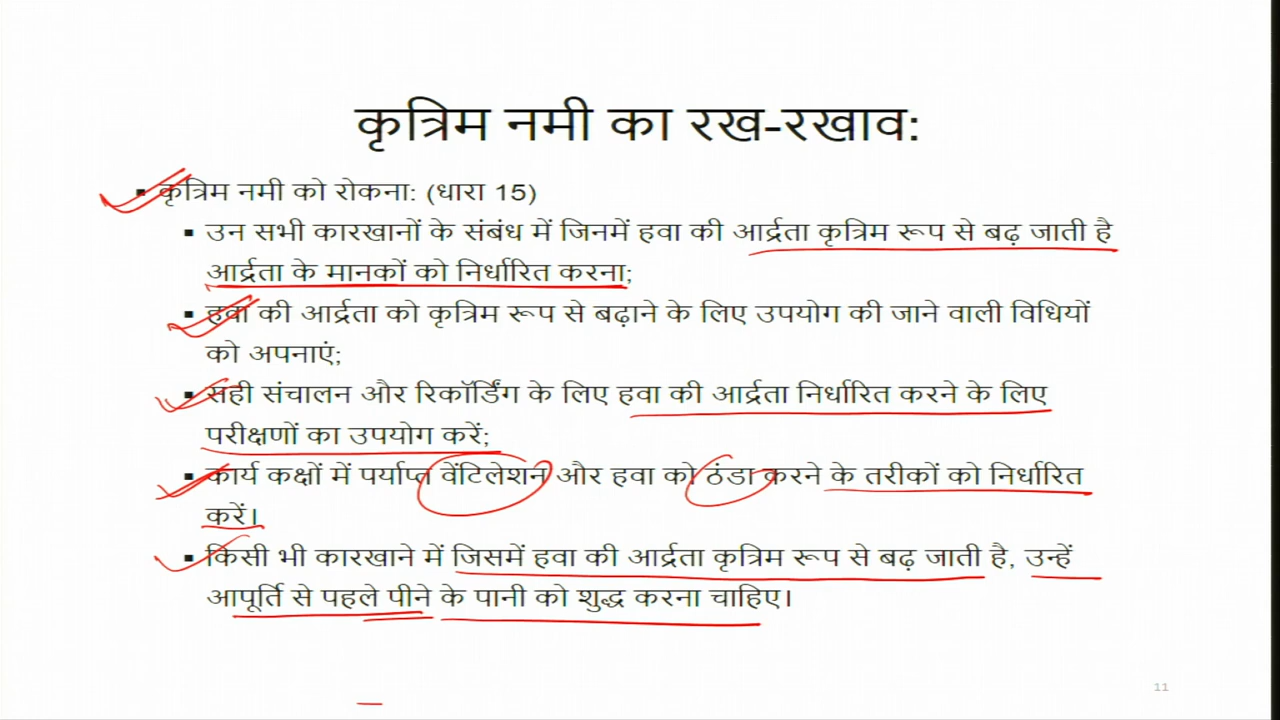 कृत्रिम नमी का रख-रखाव:
▪ कृत्रिम नमी को रोकना: (धारा 15)
▪ उन सभी कारखानों के संबंध में जिनमें हवा की आर्द्रता कृत्रिम रूप से बढ़ जाती है
आर्द्रता के मानकों को निर्धारित करना;
▪ हवा की आर्द्रता को कृत्रिम रूप से बढ़ाने के लिए उपयोग की जाने वाली विधियों
को अपनाएं;
▪ सही संचालन और रिकॉर्डिंग के लिए हवा की आर्द्रता निर्धारित करने के लिए
परीक्षणों का उपयोग करें;
▪ कार्य कक्षों में पर्याप्त वेंटिलेशन और हवा को ठंडा करने के तरीकों को निर्धारित
करें।
▪ किसी भी कारखाने में जिसमें हवा की आर्द्रता कृत्रिम रूप से बढ़ जाती है, उन्हें
आपूर्ति से पहले पीने के पानी को शुद्ध करना चाहिए।
11